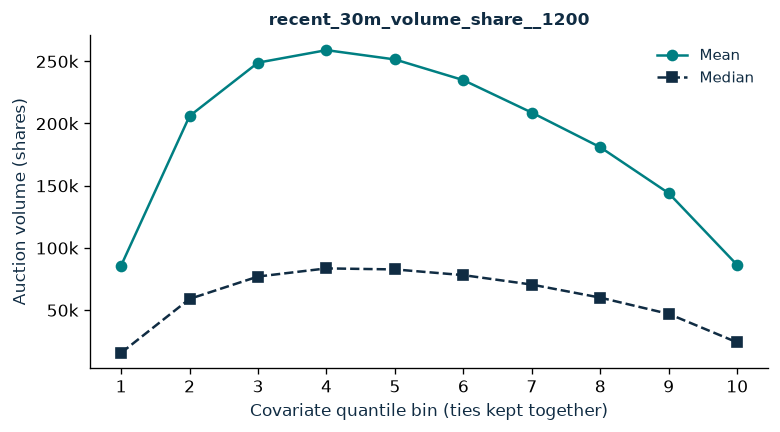 recent_30m_volume_share__1200
Mean
Median
250k
200k
150k
100k
50k
Auction volume (shares)
1 2 3 4 5 6 7 8 9 10
Covariate quantile bin (ties kept together)